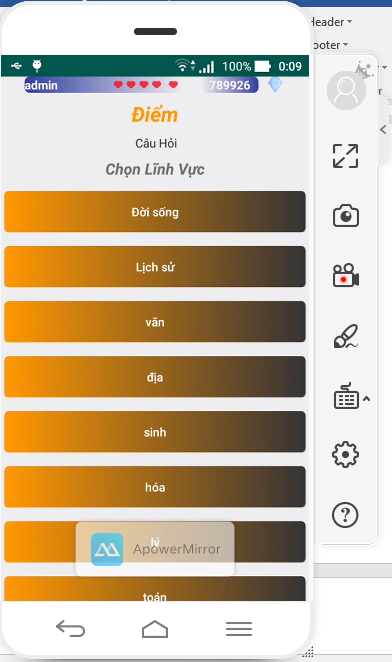 Header
ooter
100% 0:09
admin 789926
Điểm
Câu Hỏi
Chọn Lĩnh Vực
Đời sống
Lịch sử
văn
địa
sinh
hóa
lý
ApowerMirror
toán